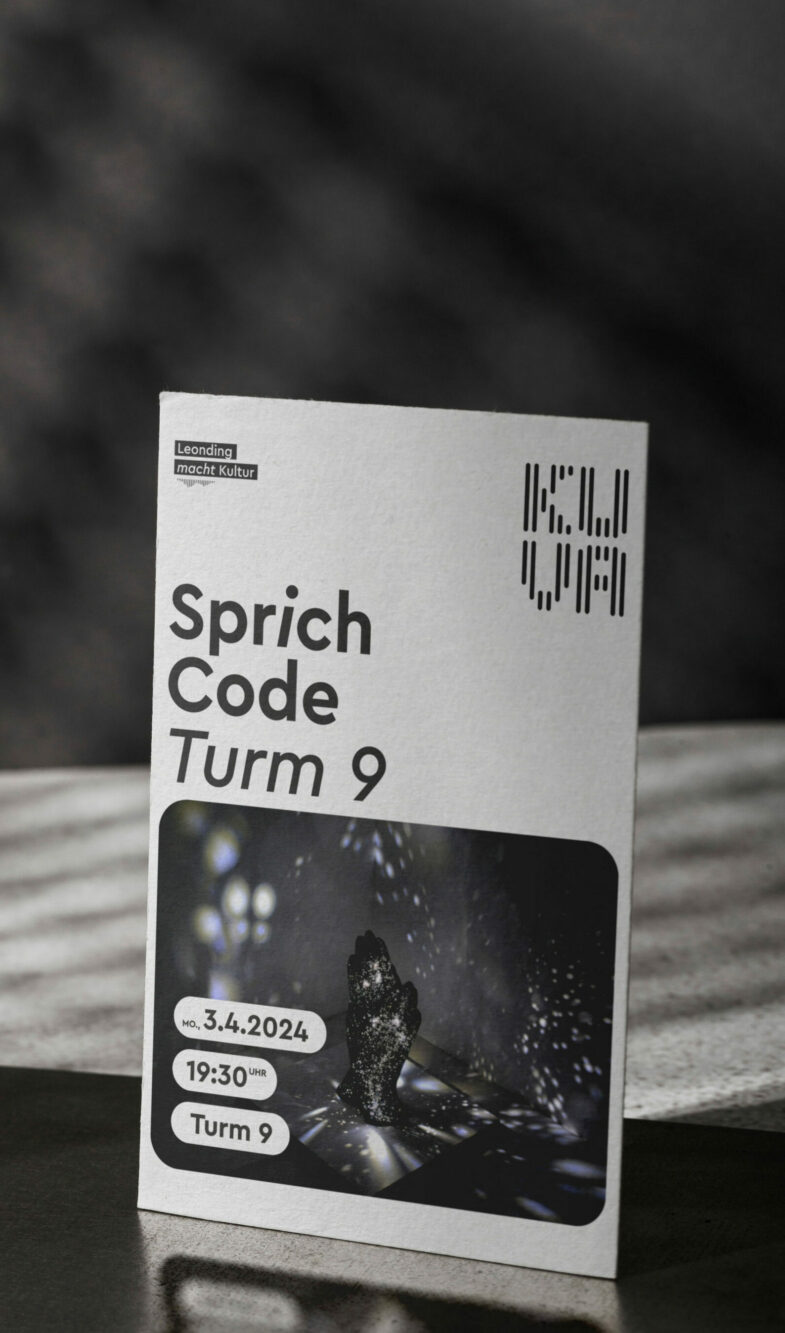 Leonding
macht Kultur
KU
VA
Sprich
Code
Turm 9
MO., 3.4.2024
19:30 UHR
Turm 9